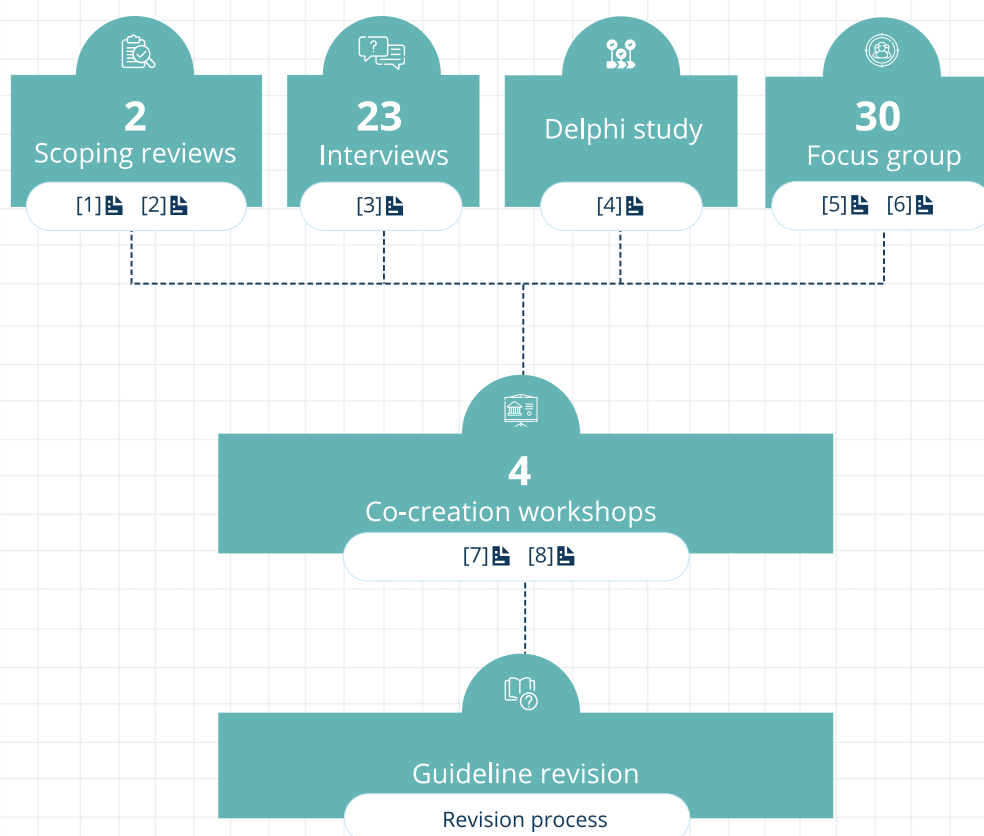 2
Scoping reviews
[1] [2]
23
Interviews
[3]
Delphi study
[4]
30
Focus group
[5] [6]
4
Co-creation workshops
[7] [8]
Guideline revision
Revision process